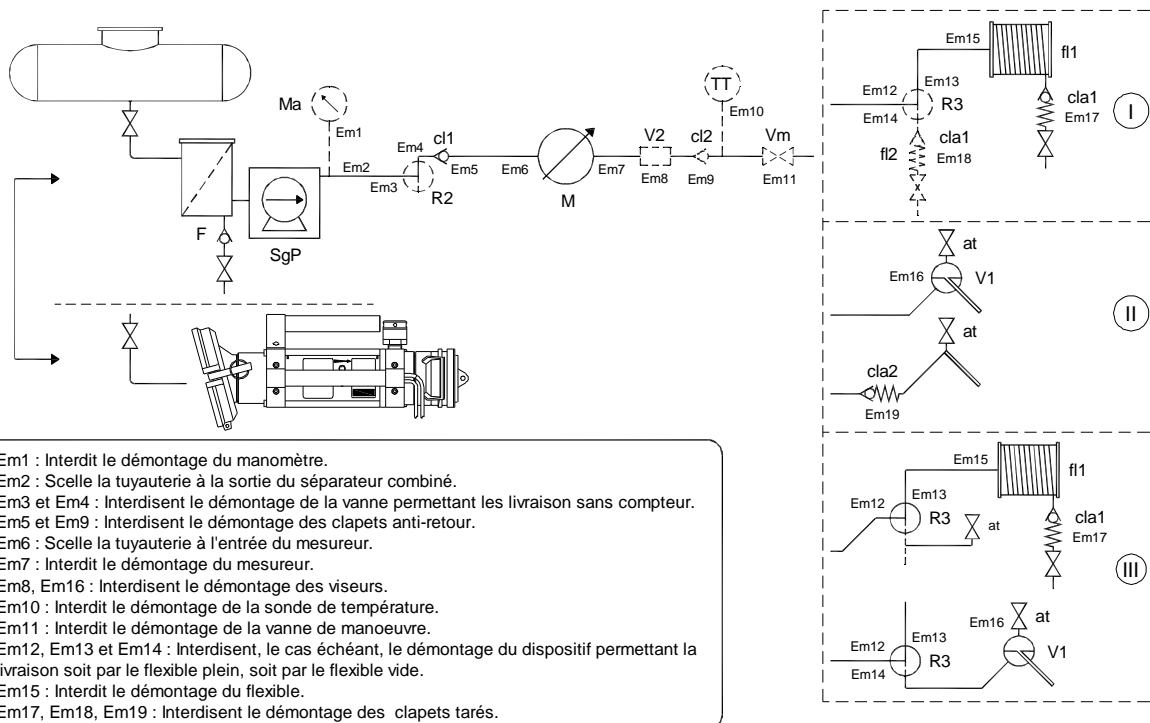 Ma
Em1
Em2
Em3
Em4
R2
cl1
Em5
Em6
M
Em7
V2
Em8
cl2
Em9
TT
Em10
Vm
Em11
F
SgP
Em15
fl1
Em12
Em13
Em14
R3
cla1
Em17
fl2
cla1
Em18
I
at
Em16
V1
at
cla2
Em19
II
Em15
fl1
Em12
Em13
R3
at
cla1
Em17
III
Em12
Em13
Em14
R3
Em16
at
V1
Em1 : Interdit le démontage du manomètre.
Em2 : Scelle la tuyauterie à la sortie du séparateur combiné.
Em3 et Em4 : Interdisent le démontage de la vanne permettant les livraison sans compteur.
Em5 et Em9 : Interdisent le démontage des clapets anti-retour.
Em6 : Scelle la tuyauterie à l'entrée du mesureur.
Em7 : Interdit le démontage du mesureur.
Em8, Em16 : Interdisent le démontage des viseurs.
Em10 : Interdit le démontage de la sonde de température.
Em11 : Interdit le démontage de la vanne de manoeuvre.
Em12, Em13 et Em14 : Interdisent, le cas échéant, le démontage du dispositif permettant la
livraison soit par le flexible plein, soit par le flexible vide.
Em15 : Interdit le démontage du flexible.
Em17, Em18, Em19 : Interdisent le démontage des clapets tarés.